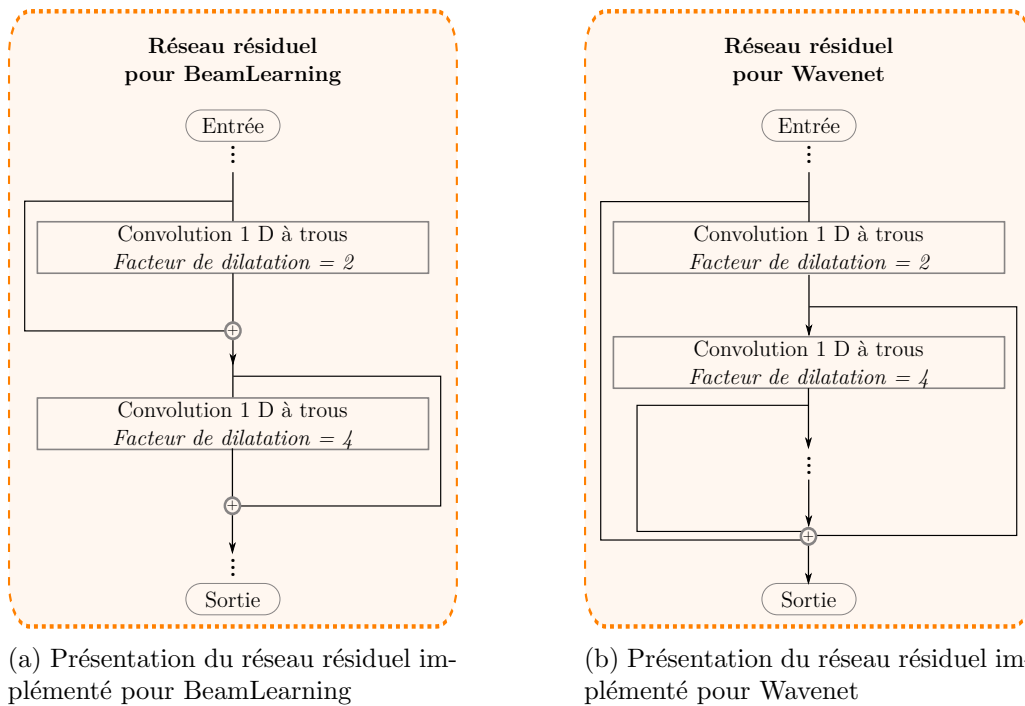 Réseau résiduel
pour BeamLearning
Entrée
Convolution 1 D à trous
Facteur de dilatation = 2
+
Convolution 1 D à trous
Facteur de dilatation = 4
+
Sortie
(a) Présentation du réseau résiduel im-
plémenté pour BeamLearning
Réseau résiduel
pour Wavenet
Entrée
Convolution 1 D à trous
Facteur de dilatation = 2
Convolution 1 D à trous
Facteur de dilatation = 4
+
Sortie
(b) Présentation du réseau résiduel im-
plémenté pour Wavenet